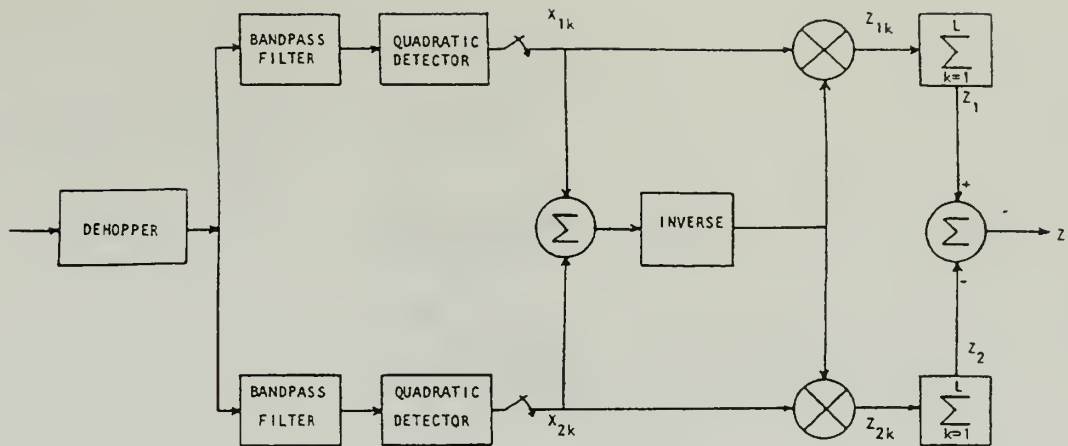 X1k
Z1k
BANDPASS
FILTER
QUADRATIC
DETECTOR
L
∑
k=1
Z1
+
DEHOPPER
∑
INVERSE
∑
-
Z
-
Z2
BANDPASS
FILTER
QUADRATIC
DETECTOR
X2k
Z2k
L
∑
k=1